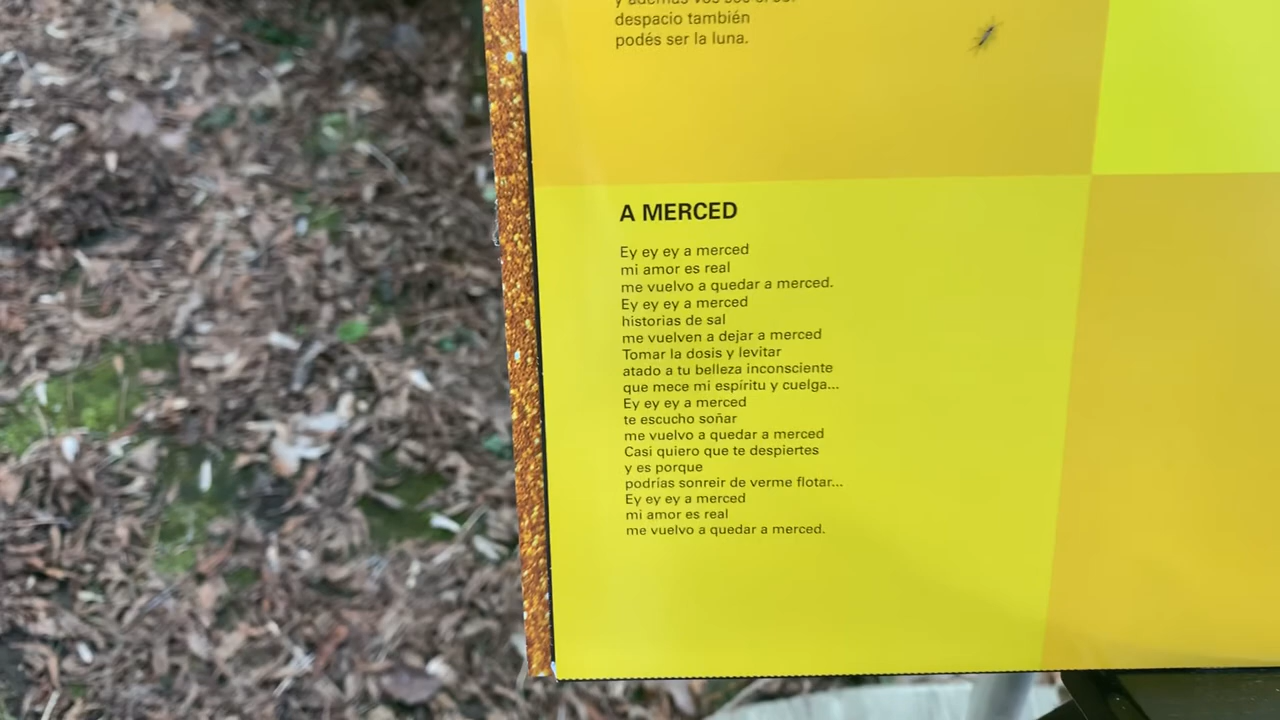 despacio también
podés ser la luna.
A MERCED
Ey ey ey a merced
mi amor es real
me vuelvo a quedar a merced.
Ey ey ey a merced
historias de sal
me vuelven a dejar a merced
Tomar la dosis y levitar
atado a tu belleza inconsciente
que mece mi espíritu y cuelga...
Ey ey ey a merced
te escucho soñar
me vuelvo a quedar a merced
Casi quiero que te despiertes
y es porque
podrías sonreir de verme flotar...
Ey ey ey a merced
mi amor es real
me vuelvo a quedar a merced.